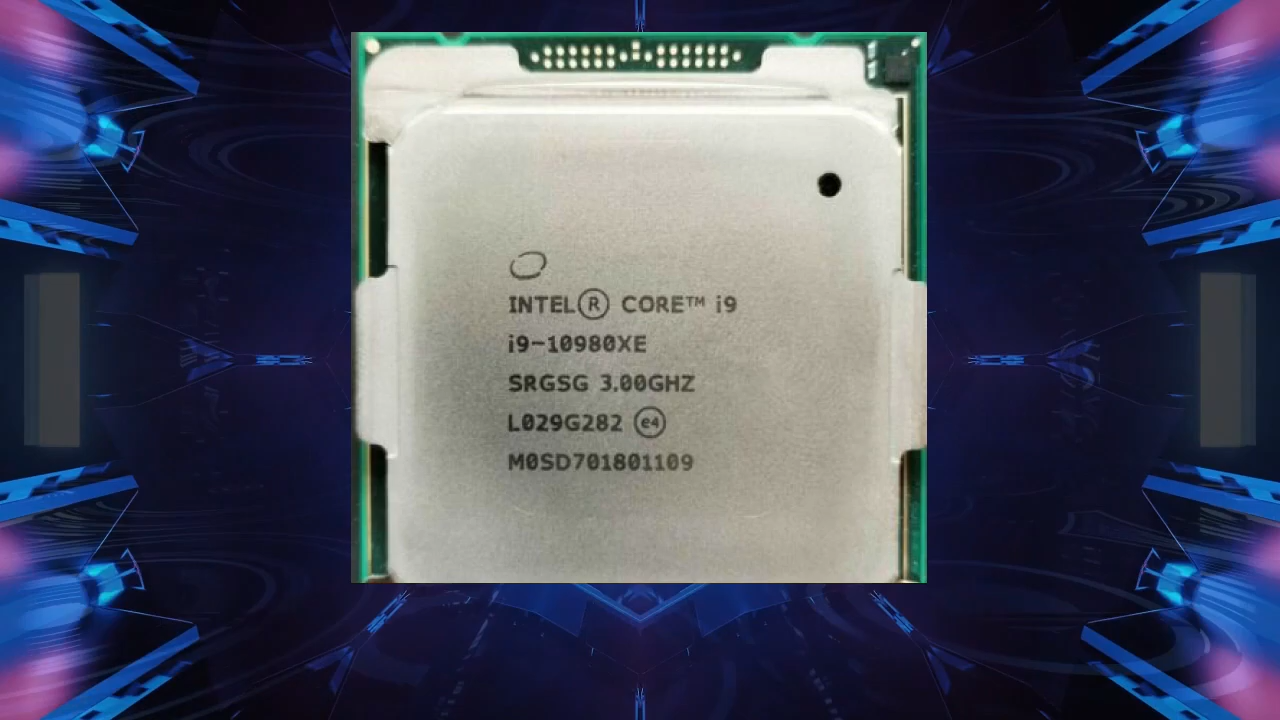 INTEL® CORE™ i9
i9-10980XE
SRGSG 3.00GHZ
L029G282 e4
M0SD701801109